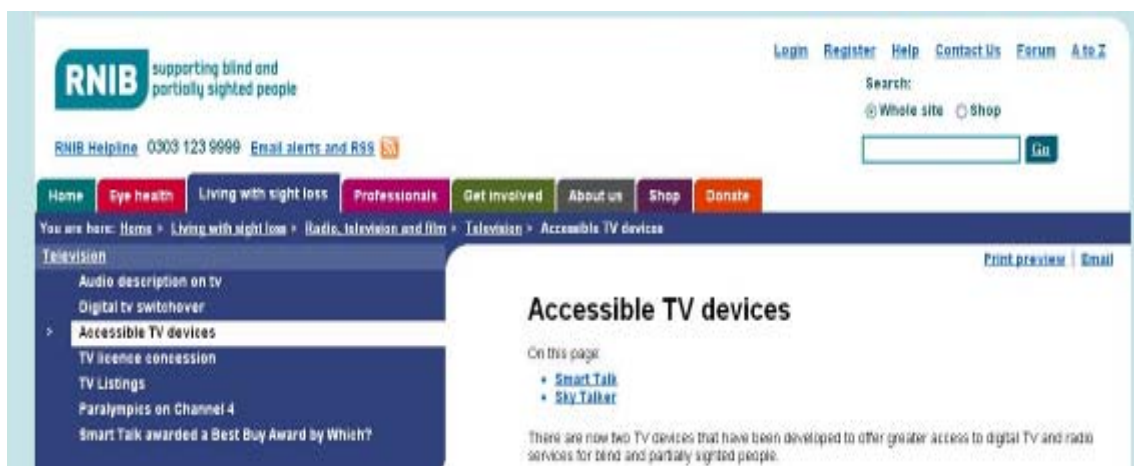 Login Register Help Contact Us Forum A to Z
RNIB supporting blind and
partially sighted people
Search:
Whole site Shop
RNIB Helpline 0303 123 9999 Email alerts and RSS
Go
Home Eye health Living with sight loss Professionals Get involved About us Shop Donate
You are here: Home > Living with sight loss > Radio, television and film > Television > Accessible TV devices
Television
Print preview | Email
Audio description on tv
Digital tv switchover
> Accessible TV devices
TV licence concession
TV Listings
Paralympics on Channel 4
Smart Talk awarded a Best Buy Award by Which?
Accessible TV devices
On this page
• Smart Talk
• Sky Talker
There are now two TV devices that have been developed to offer greater access to digital TV and radio
services for blind and partially sighted people.